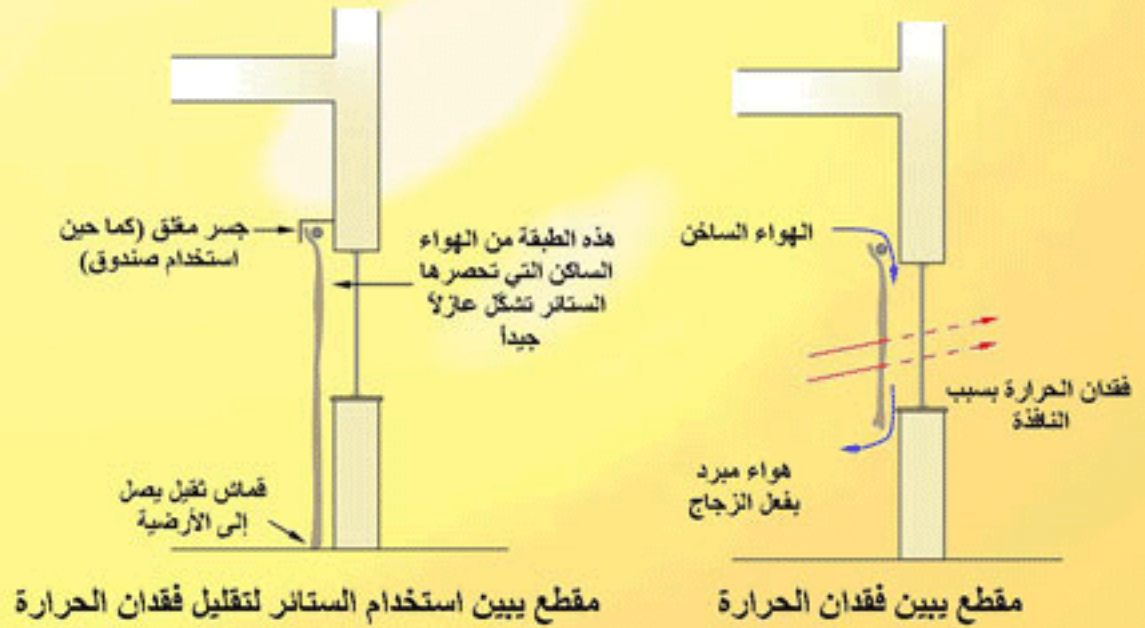 الهواء الساخن
فقدان الحرارة بسبب
النافذة
هواء مبرد
بفعل الزجاج
مقطع يبين فقدان الحرارة
جسر مغلق (كما حين
استخدام صندوق)
هذه الطبقة من الهواء
الساكن التي تحصرها
الستائر تشكّل عازلاً
جيداً
قماش ثقيل يصل
إلى الأرضية
مقطع يبين استخدام الستائر لتقليل فقدان الحرارة